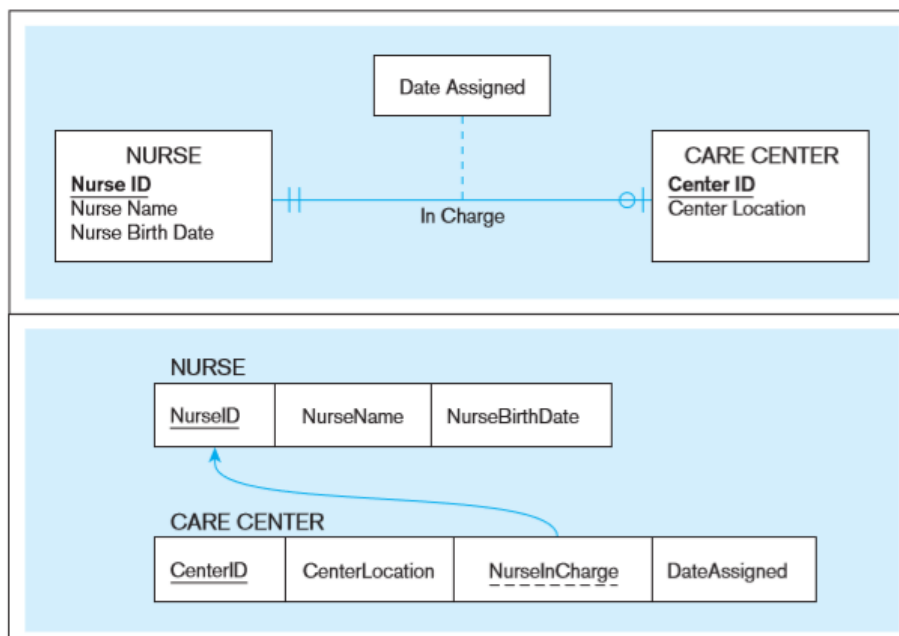 Date Assigned
NURSE
Nurse ID
Nurse Name
Nurse Birth Date
In Charge
CARE CENTER
Center ID
Center Location
NURSE
NurseID NurseName NurseBirthDate
CARE CENTER
CenterID CenterLocation NurseInCharge DateAssigned